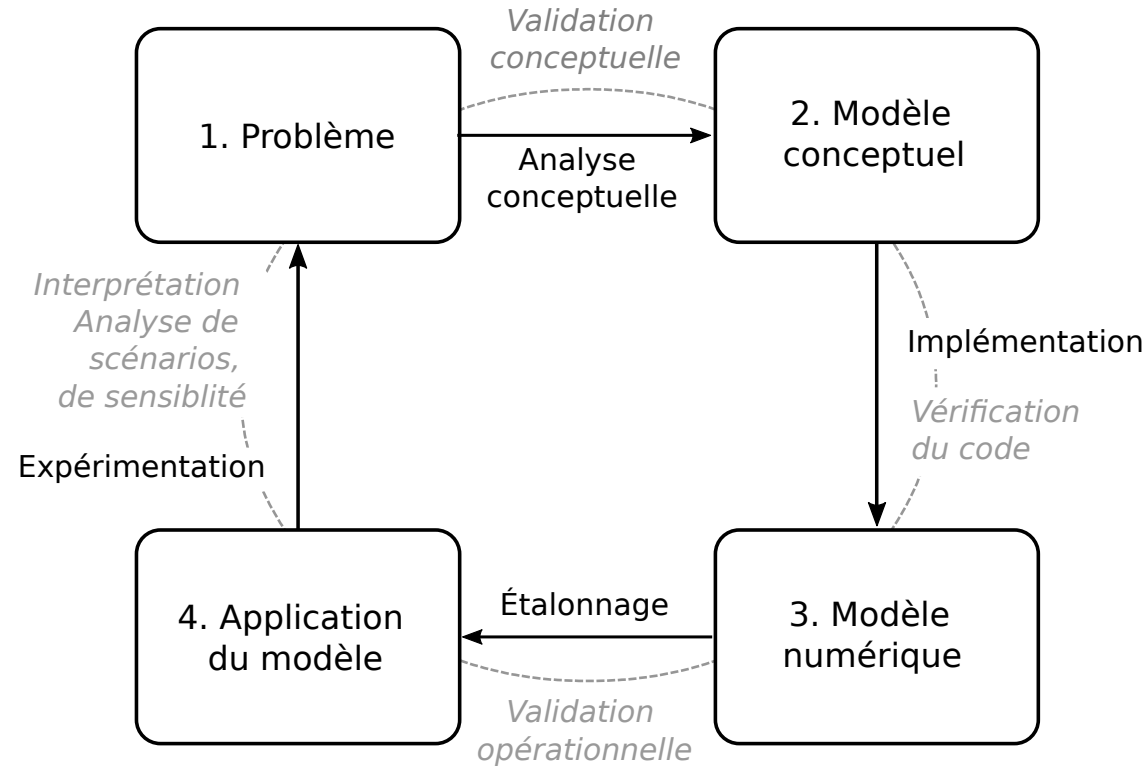 Validation
conceptuelle
1. Problème
Analyse
conceptuelle
2. Modèle
conceptuel
Interprétation
Analyse de
scénarios,
de sensiblité
Expérimentation
Implémentation
Vérification
du code
4. Application
du modèle
Étalonnage
3. Modèle
numérique
Validation
opérationnelle